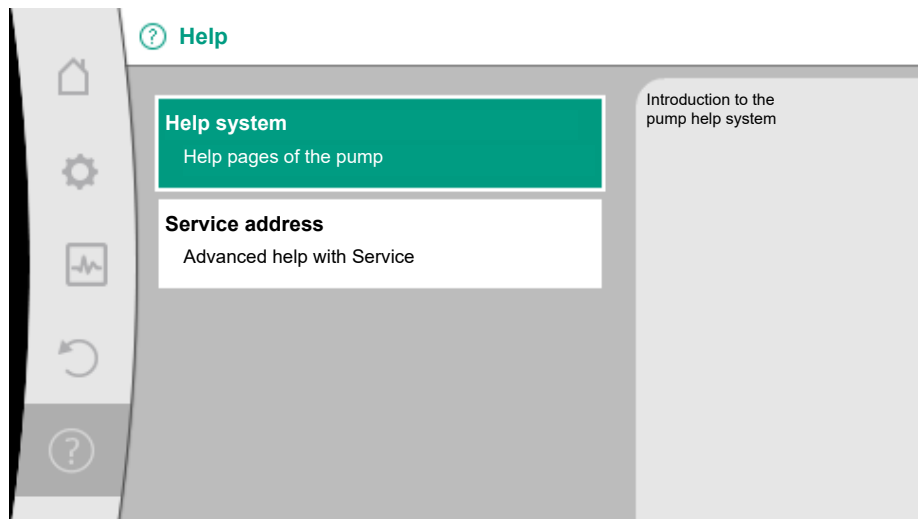 Help
Help system
Help pages of the pump
Service address
Advanced help with Service
Introduction to the
pump help system